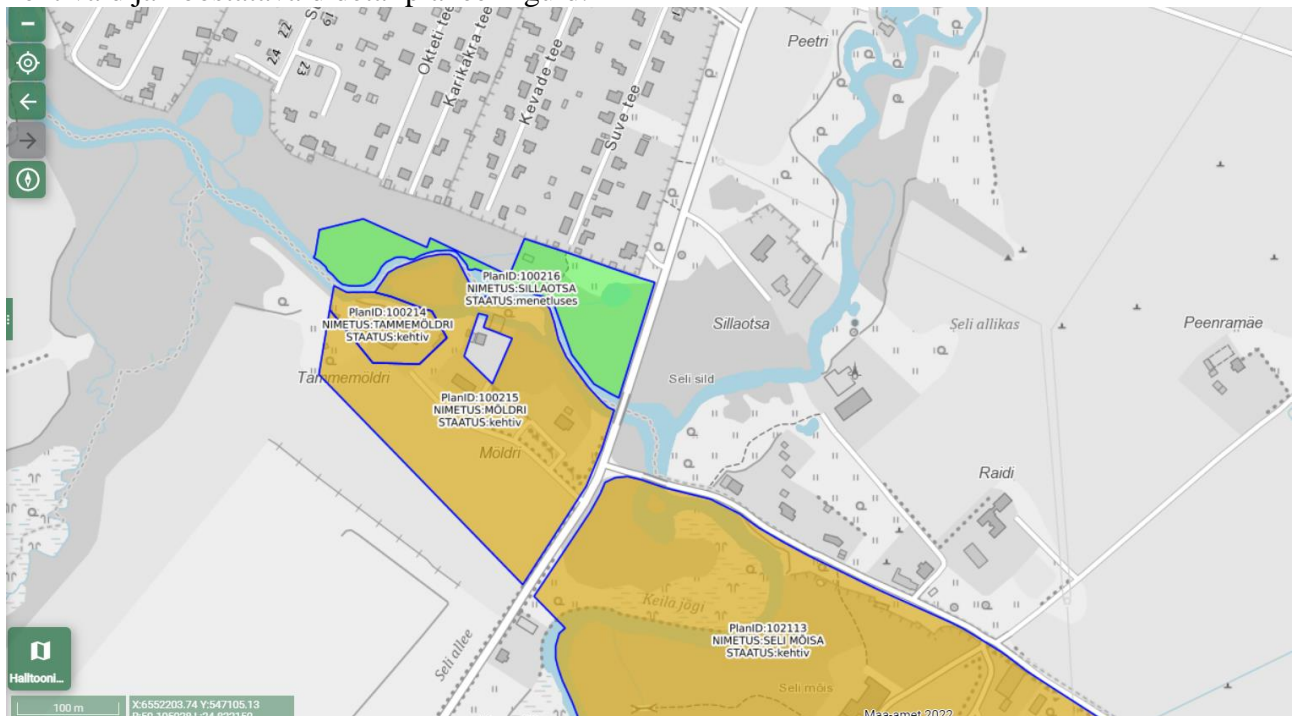 Peetri
Okteti tee
Karikakra tee
Kevade tee
Suve tee
24
22
19
23
PlanID:100216
NIMETUS:SILLAOTSA
STAATUS:menetluses
PlanID:100214
NIMETUS:TAMMEMÖLDRI
STAATUS:kehtiv
Sillaotsa
Seli allikas
Peenramäe
Seli sild
Tammemöldri
PlanID:100215
NIMETUS:MÖLDRI
STAATUS:kehtiv
Möldri
Raidi
Keila jõgi
PlanID:102113
NIMETUS:SELI MÕISA
STAATUS:kehtiv
Seli allee
Seli mõis
Halltooni...
100 m
X:6552203.74 Y:547105.13
Maa-amet 2022